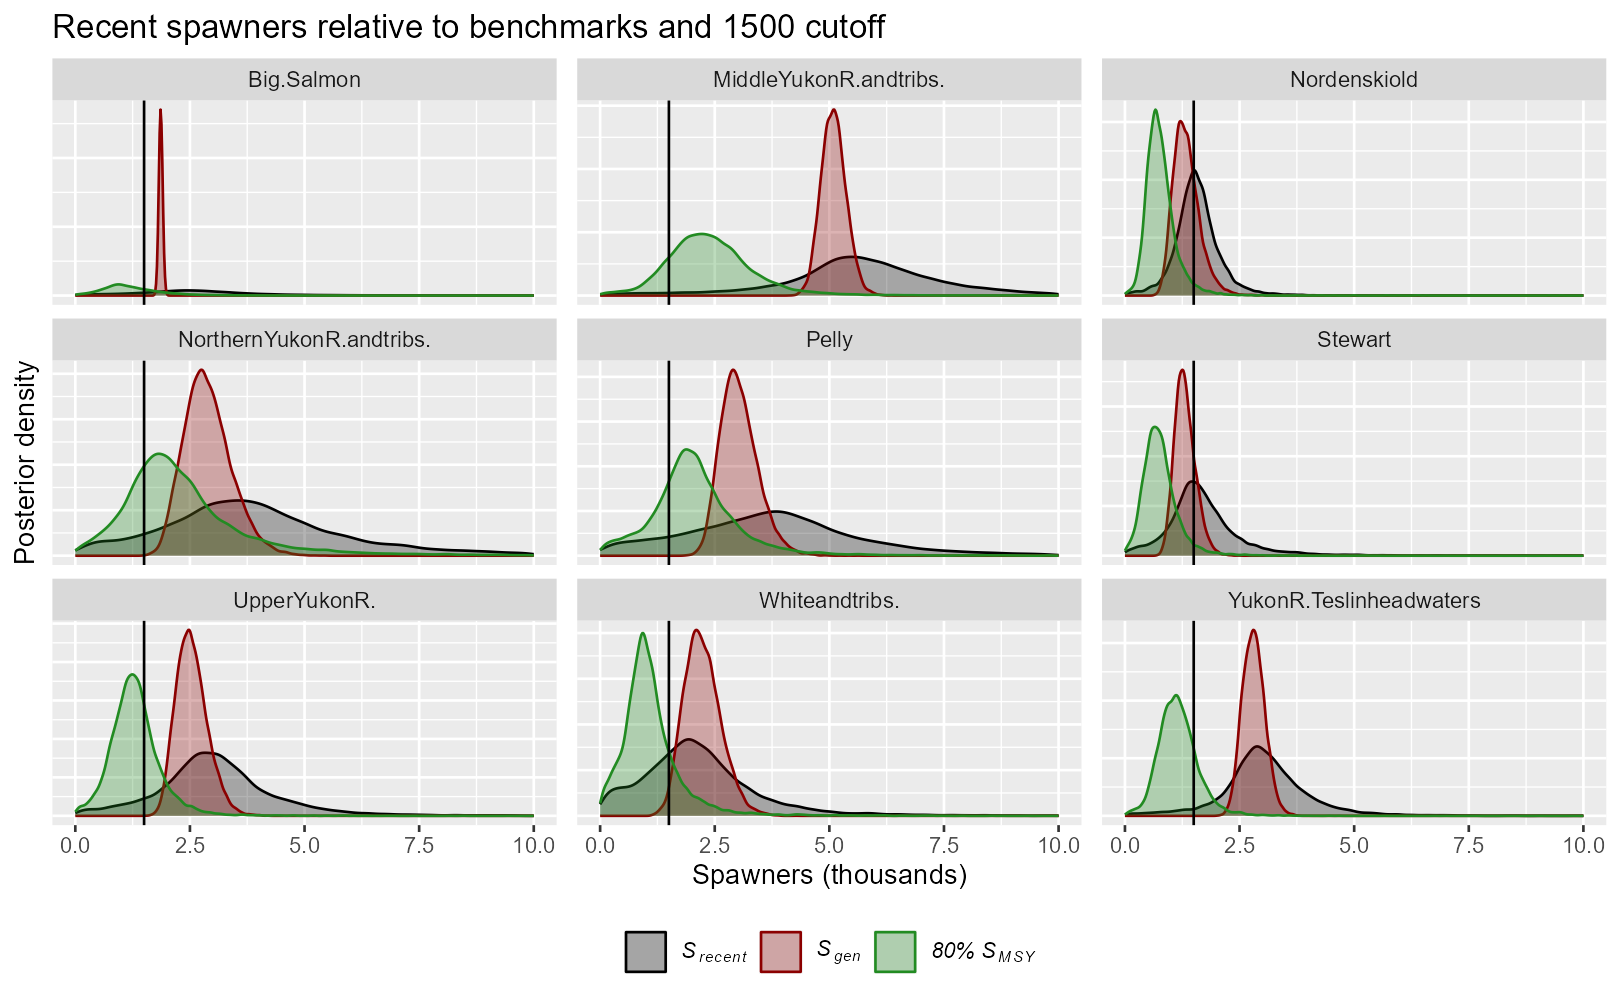 Recent spawners relative to benchmarks and 1500 cutoff
Big.Salmon
MiddleYukonR.andtribs.
Nordenskiold
NorthernYukonR.andtribs.
Pelly
Stewart
UpperYukonR.
Whiteandtribs.
YukonR.Teslinheadwaters
Posterior density
0.0 2.5 5.0 7.5 10.0
0.0 2.5 5.0 7.5 10.0
0.0 2.5 5.0 7.5 10.0
Spawners (thousands)
S recent S gen 80% S MSY